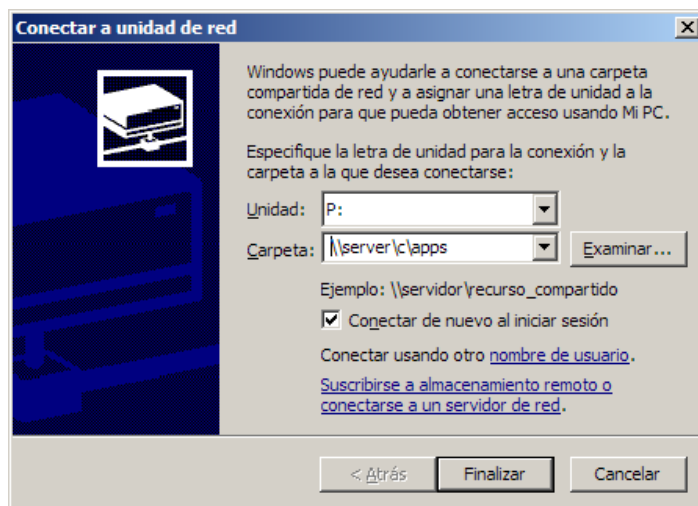 Conectar a unidad de red
Windows puede ayudarle a conectarse a una carpeta
compartida de red y a asignar una letra de unidad a la
conexión para que pueda obtener acceso usando Mi PC.
Especifique la letra de unidad para la conexión y la
carpeta a la que desea conectarse:
Unidad: P:
Carpeta: \\server\c\apps Examinar...
Ejemplo: \\servidor\recurso_compartido
Conectar de nuevo al iniciar sesión
Conectar usando otro nombre de usuario.
Suscribirse a almacenamiento remoto o
conectarse a un servidor de red.
< Atrás Finalizar Cancelar